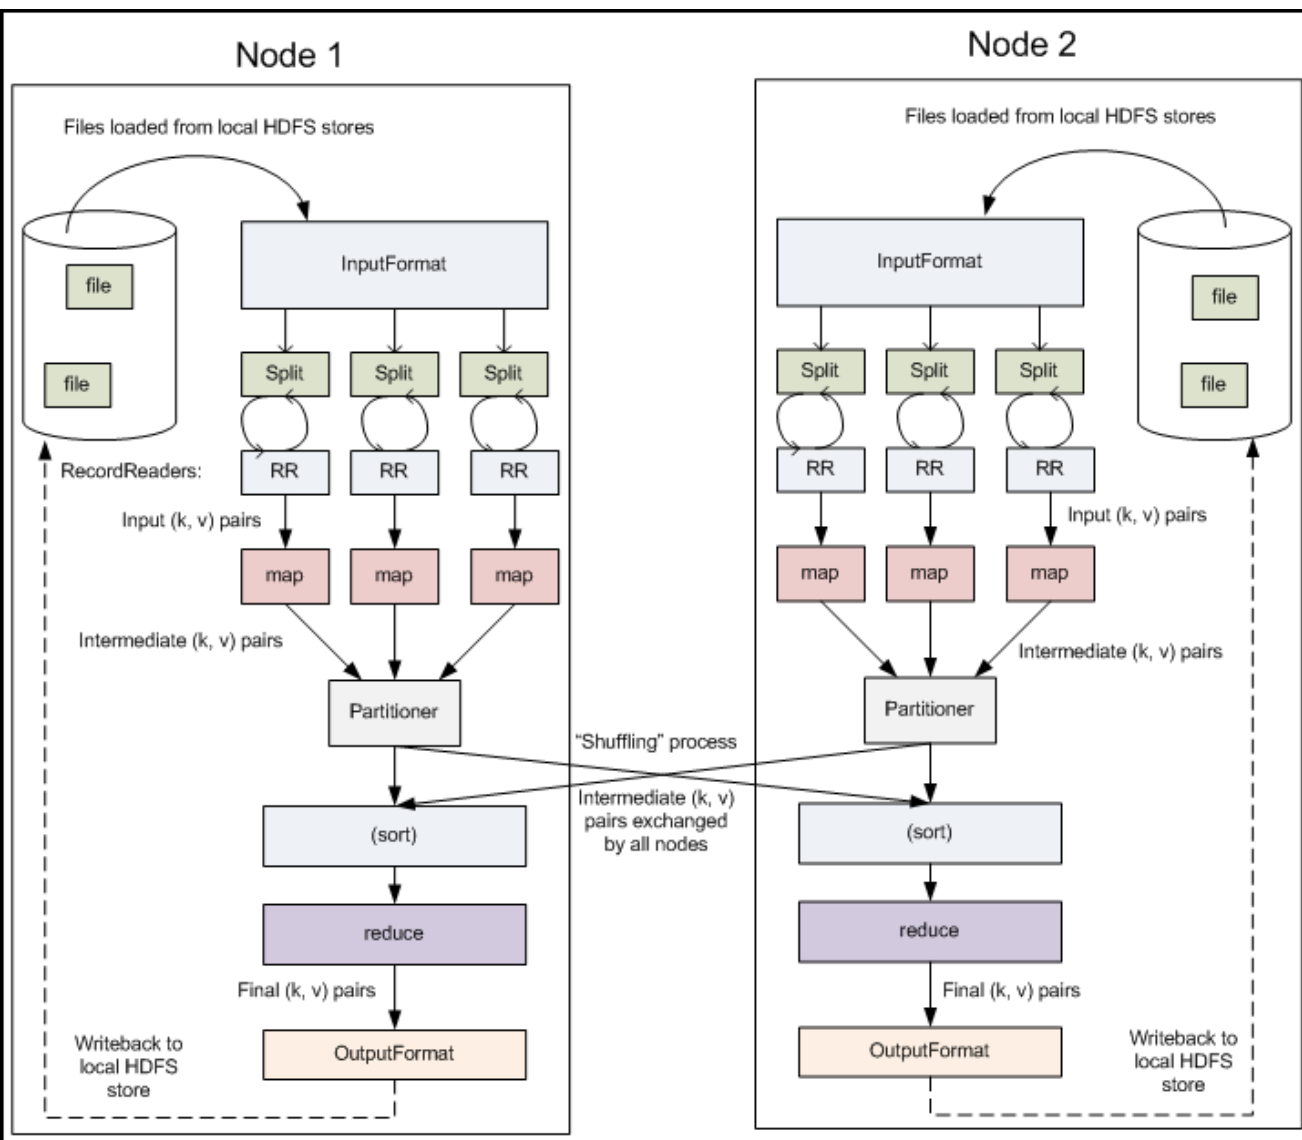 Node 1
Files loaded from local HDFS stores
InputFormat
file
file
Split
Split
Split
RecordReaders:
RR
RR
RR
Input (k, v) pairs
map
map
map
Intermediate (k, v) pairs
Partitioner
"Shuffling" process
Intermediate (k, v)
pairs exchanged
by all nodes
(sort)
reduce
Final (k, v) pairs
OutputFormat
Writeback to
local HDFS
store
Node 2
Files loaded from local HDFS stores
InputFormat
file
file
Split
Split
Split
RR
RR
RR
Input (k, v) pairs
map
map
map
Intermediate (k, v) pairs
Partitioner
(sort)
reduce
Final (k, v) pairs
OutputFormat
Writeback to
local HDFS
store